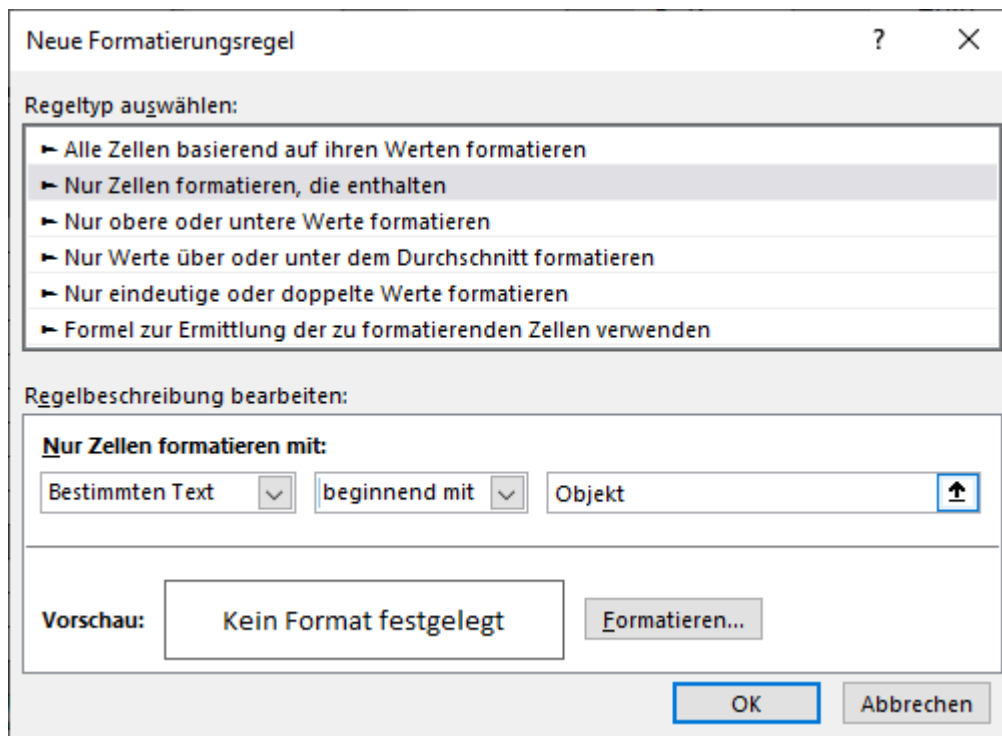 Neue Formatierungsregel ?
Regeltyp auswählen:
► Alle Zellen basierend auf ihren Werten formatieren
► Nur Zellen formatieren, die enthalten
► Nur obere oder untere Werte formatieren
► Nur Werte über oder unter dem Durchschnitt formatieren
► Nur eindeutige oder doppelte Werte formatieren
► Formel zur Ermittlung der zu formatierenden Zellen verwenden
Regelbeschreibung bearbeiten:
Nur Zellen formatieren mit:
Bestimmten Text beginnend mit Objekt
Vorschau: Kein Format festgelegt Formatieren...
OK Abbrechen